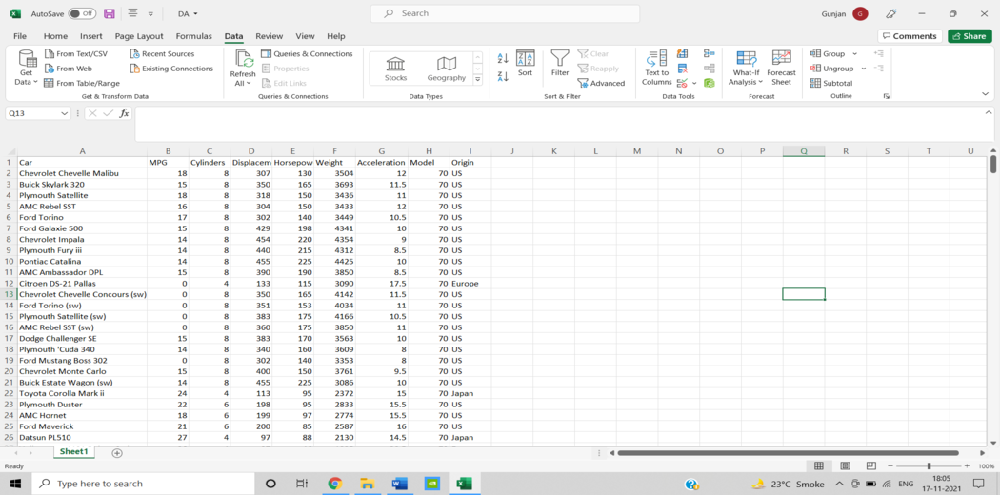 AutoSave Off DA Search Gunjan
File Home Insert Page Layout Formulas Data Review View Help Comments Share
Get Data
From Text/CSV
From Web
From Table/Range
Recent Sources
Existing Connections
Get & Transform Data
Refresh All
Queries & Connections
Properties
Edit Links
Queries & Connections
Stocks Geography
Data Types
Sort
Filter
Clear
Reapply
Advanced
Sort & Filter
Text to Columns
Data Tools
What-If Analysis
Forecast Sheet
Forecast
Group
Ungroup
Subtotal
Outline
Q13 fx
A B C D E F G H I J K L M N O P Q R S T U
1 Car MPG Cylinders Displacem Horsepow Weight Acceleration Model Origin
2 Chevrolet Chevelle Malibu 18 8 307 130 3504 12 70 US
3 Buick Skylark 320 15 8 350 165 3693 11.5 70 US
4 Plymouth Satellite 18 8 318 150 3436 11 70 US
5 AMC Rebel SST 16 8 304 150 3433 12 70 US
6 Ford Torino 17 8 302 140 3449 10.5 70 US
7 Ford Galaxie 500 15 8 429 198 4341 10 70 US
8 Chevrolet Impala 14 8 454 220 4354 9 70 US
9 Plymouth Fury iii 14 8 440 215 4312 8.5 70 US
10 Pontiac Catalina 14 8 455 225 4425 10 70 US
11 AMC Ambassador DPL 15 8 390 190 3850 8.5 70 US
12 Citroen DS-21 Pallas 0 4 133 115 3090 17.5 70 Europe
13 Chevrolet Chevelle Concours (sw) 0 8 350 165 4142 11.5 70 US
14 Ford Torino (sw) 0 8 351 153 4034 11 70 US
15 Plymouth Satellite (sw) 0 8 383 175 4166 10.5 70 US
16 AMC Rebel SST (sw) 0 8 360 175 3850 11 70 US
17 Dodge Challenger SE 15 8 383 170 3563 10 70 US
18 Plymouth 'Cuda 340 14 8 340 160 3609 8 70 US
19 Ford Mustang Boss 302 0 8 302 140 3353 8 70 US
20 Chevrolet Monte Carlo 15 8 400 150 3761 9.5 70 US
21 Buick Estate Wagon (sw) 14 8 455 225 3086 10 70 US
22 Toyota Corolla Mark ii 24 4 113 95 2372 15 70 Japan
23 Plymouth Duster 22 6 198 95 2833 15.5 70 US
24 AMC Hornet 18 6 199 97 2774 15.5 70 US
25 Ford Maverick 21 6 200 85 2587 16 70 US
26 Datsun PL510 27 4 97 88 2130 14.5 70 Japan
Sheet1
Ready 100%
Type here to search 23°C Smoke ENG 18:05
17-11-2021